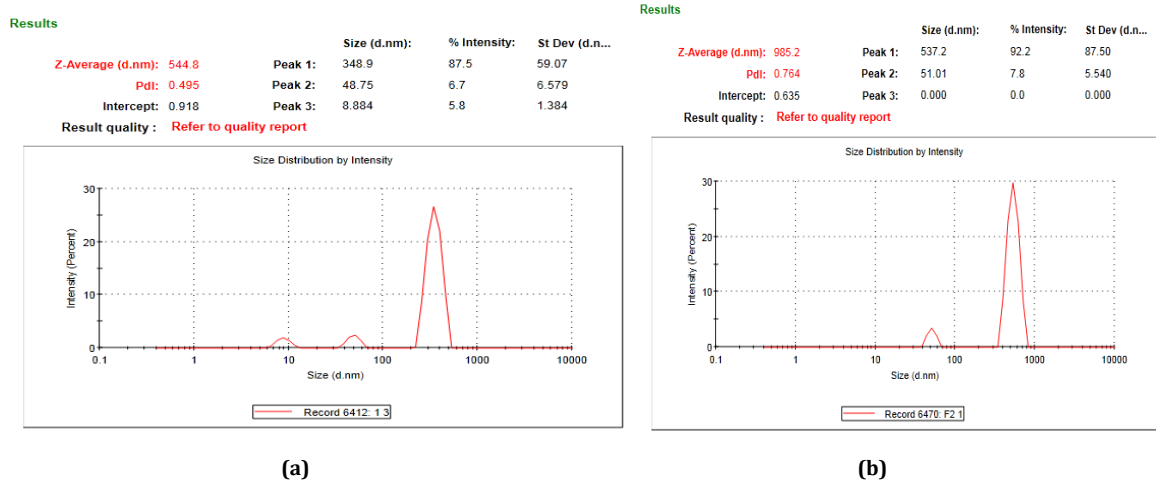 Results
Size (d.nm): % Intensity: St Dev (d.n...
Z-Average (d.nm): 544.8 Peak 1: 348.9 87.5 59.07
PdI: 0.495 Peak 2: 48.75 6.7 6.579
Intercept: 0.918 Peak 3: 8.884 5.8 1.384
Result quality : Refer to quality report
Size Distribution by Intensity
Intensity (Percent)
30
20
10
0
0.1 1 10 100 1000 10000
Size (d.nm)
Record 6412: 1 3
(a)
Results
Size (d.nm): % Intensity: St Dev (d.n...
Z-Average (d.nm): 985.2 Peak 1: 537.2 92.2 87.50
PdI: 0.764 Peak 2: 51.01 7.8 5.540
Intercept: 0.635 Peak 3: 0.000 0.0 0.000
Result quality : Refer to quality report
Size Distribution by Intensity
Intensity (Percent)
30
20
10
0
0.1 1 10 100 1000 10000
Size (d.nm)
Record 6470: F2 1
(b)